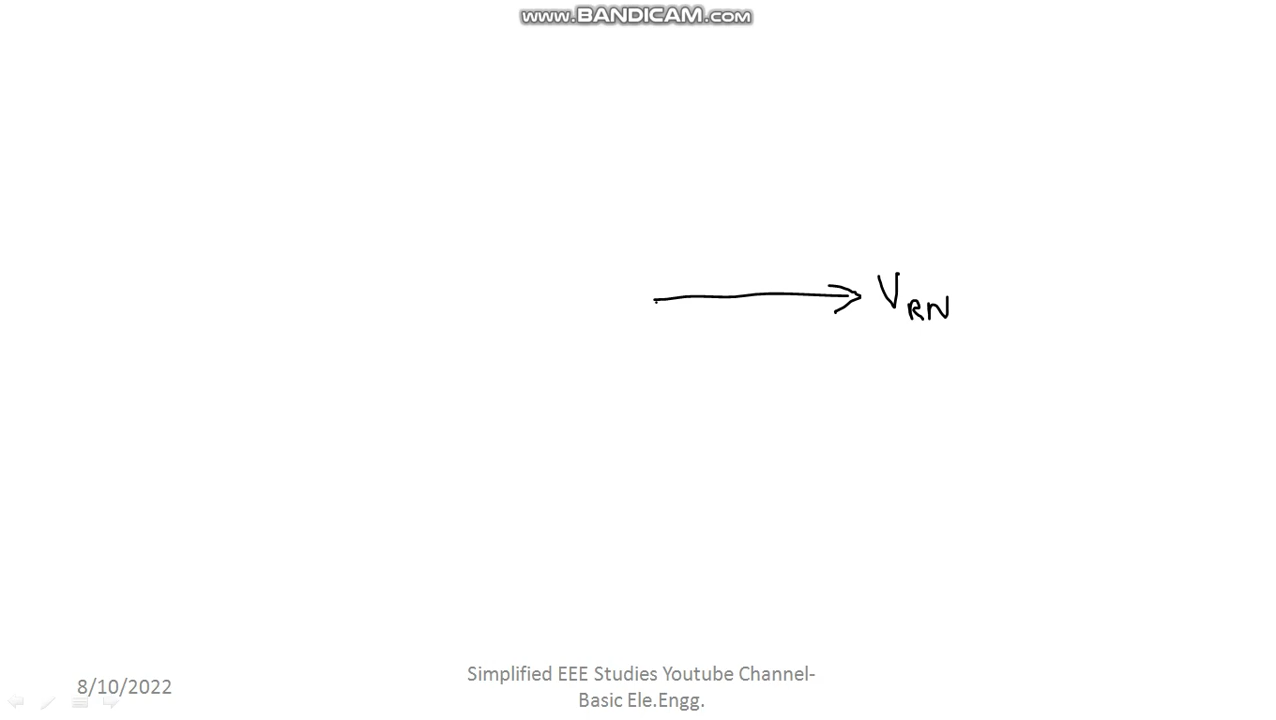 www.BANDICAM.com
VRN
8/10/2022
Simplified EEE Studies Youtube Channel-
Basic Ele.Engg.